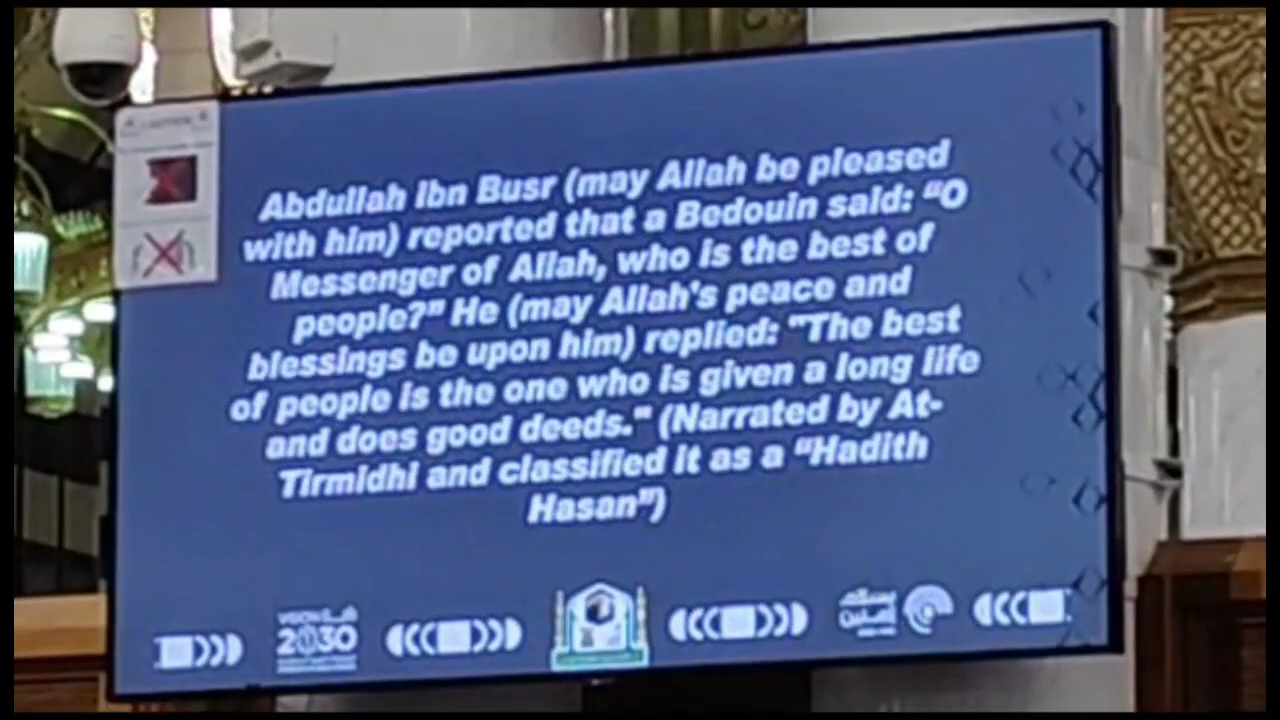 Abdullah ibn Busr (may Allah be pleased
with him) reported that a Bedouin said: “O
Messenger of Allah, who is the best of
people?” He (may Allah's peace and
blessings be upon him) replied: "The best
of people is the one who is given a long life
and does good deeds." (Narrated by At-
Tirmidhi and classified it as a “Hadith
Hasan”)
2030